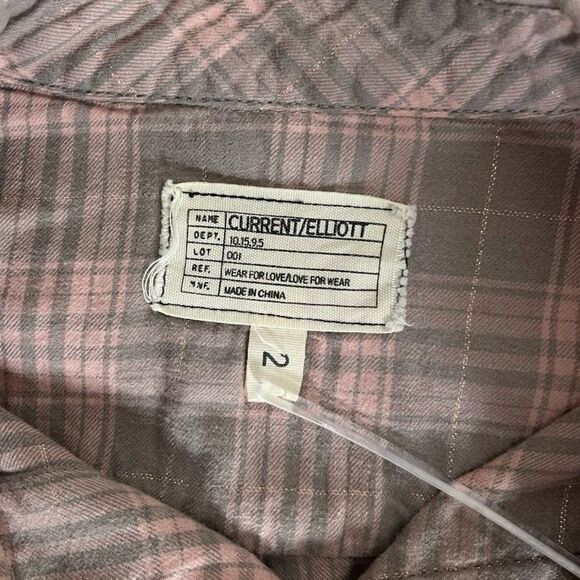 NAME CURRENT/ELLIOTT
DEPT. 10.15.9.5
LOT 001
REF. WEAR FOR LOVE/LOVE FOR WEAR
MNF. MADE IN CHINA
2